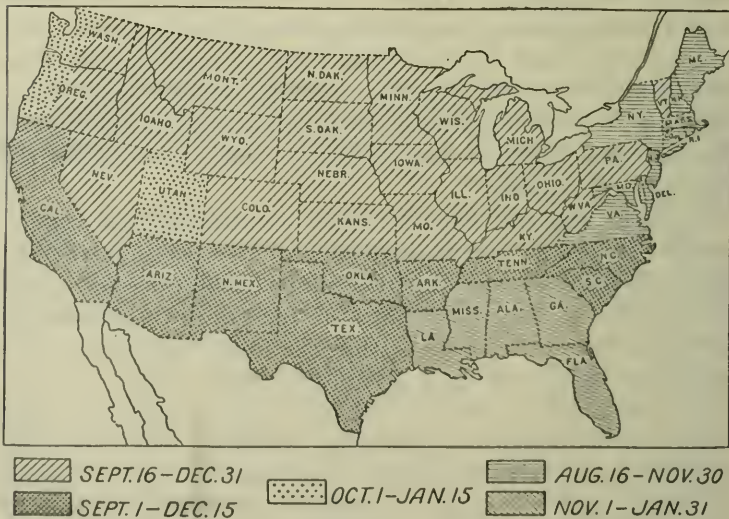 WASH.
ME.
MONT.
N.DAK.
MINN.
VT.
N.H.
OREG.
IDAHO.
WIS.
MICH
N.Y.
MASS.
R.I
WYO.
S.DAK.
IOWA.
PA.
N.J.
NEV.
UTAH
NEBR.
ILL.
IND
OHIO.
MD.
DEL.
CAL.
COLO.
KANS.
MO.
KY.
W.VA.
VA.
ARIZ
N.MEX.
OKLA.
ARK.
TENN.
N.C.
S.C.
TEX
LA
MISS.
ALA.
GA.
FLA
SEPT.16–DEC.31
AUG.16–NOV.30
OCT.1–JAN.15
SEPT.1–DEC.15
NOV.1–JAN.31